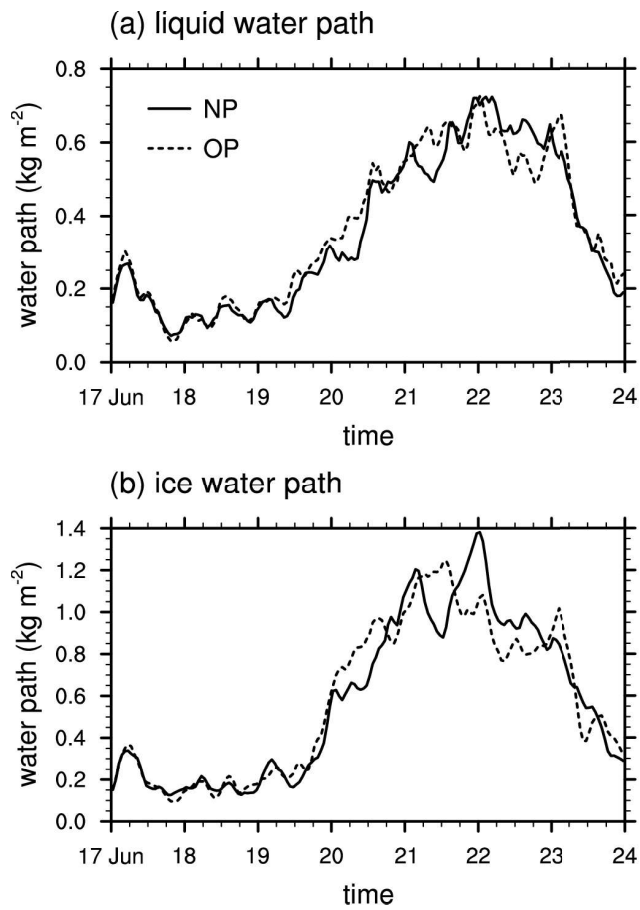 (a) liquid water path
0.8
0.6
0.4
0.2
0.0
water path (kg m⁻²)
NP
OP
17 Jun 18 19 20 21 22 23 24
time
(b) ice water path
1.4
1.2
1.0
0.8
0.6
0.4
0.2
0.0
water path (kg m⁻²)
17 Jun 18 19 20 21 22 23 24
time